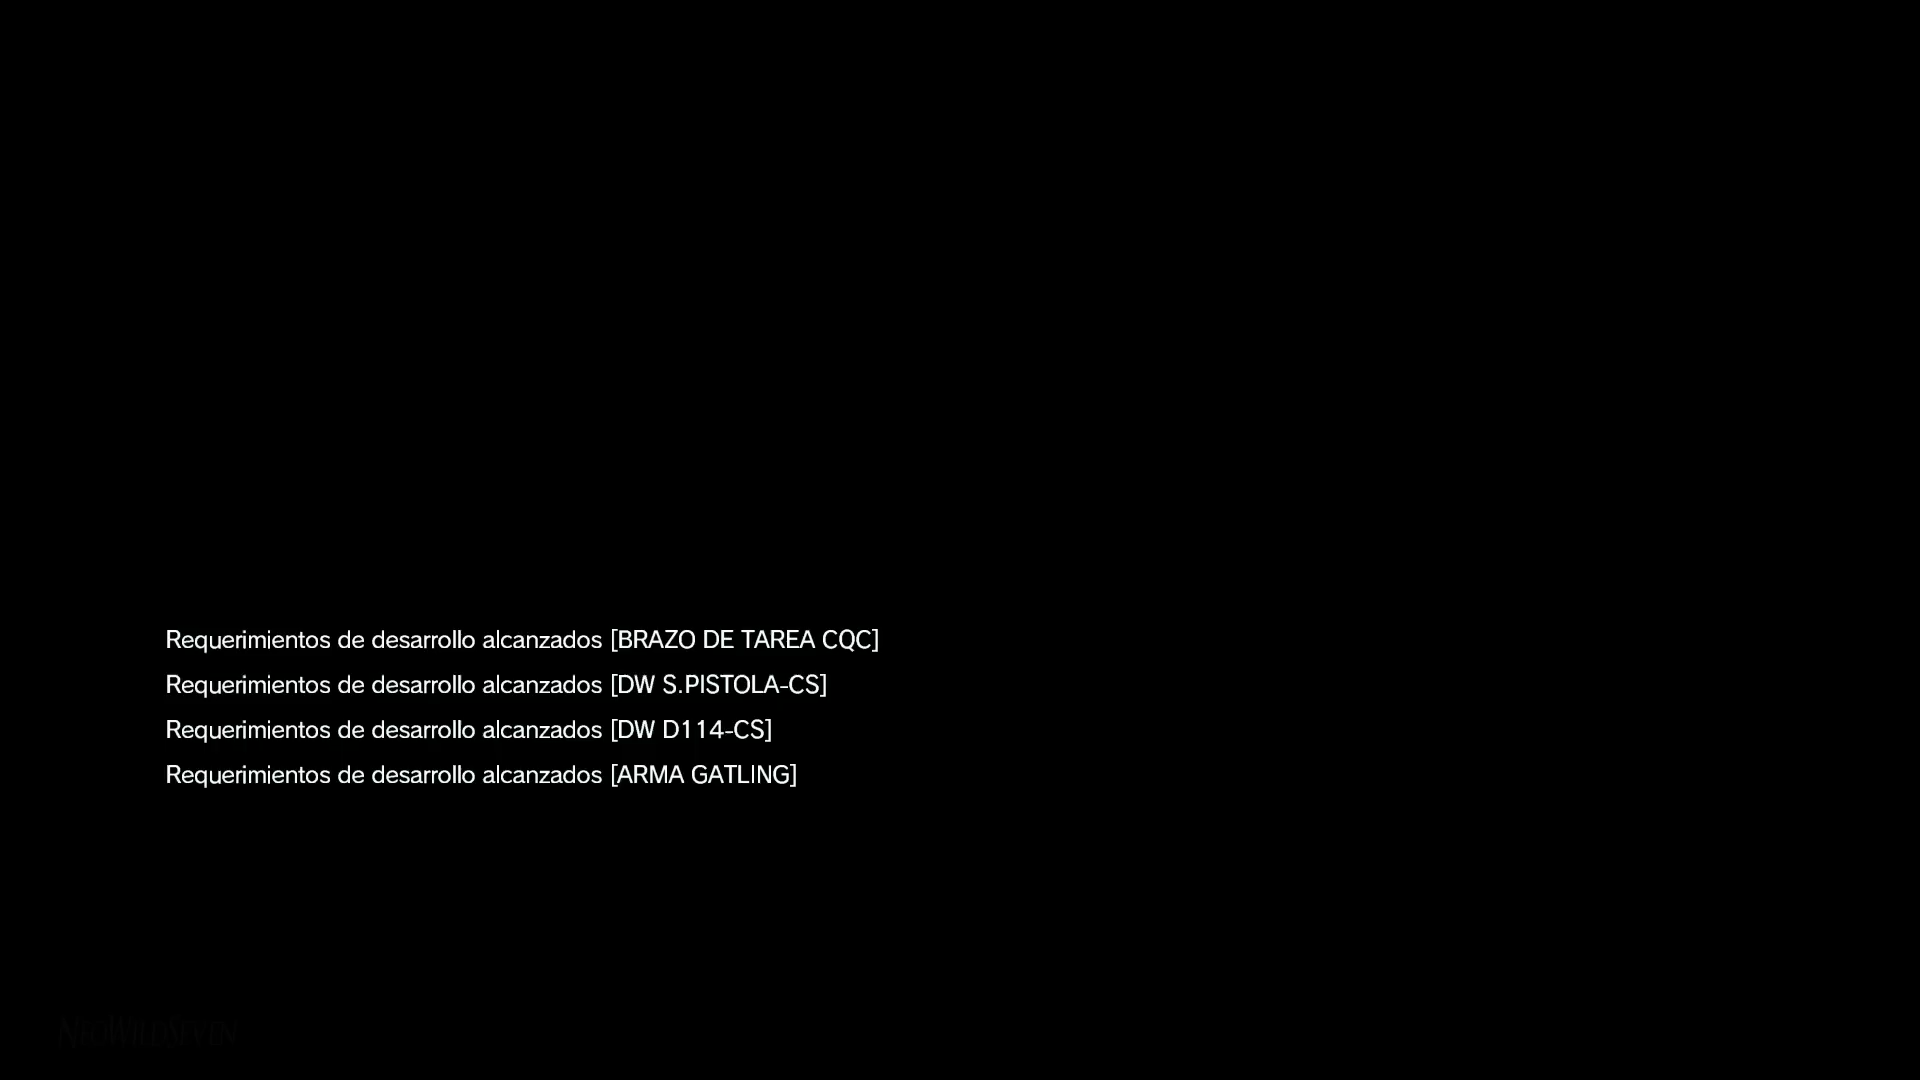 Requerimientos de desarrollo alcanzados [BRAZO DE TAREA CQC]
Requerimientos de desarrollo alcanzados [DW S.PISTOLA-CS]
Requerimientos de desarrollo alcanzados [DW D114-CS]
Requerimientos de desarrollo alcanzados [ARMA GATLING]
NeoWildSeven